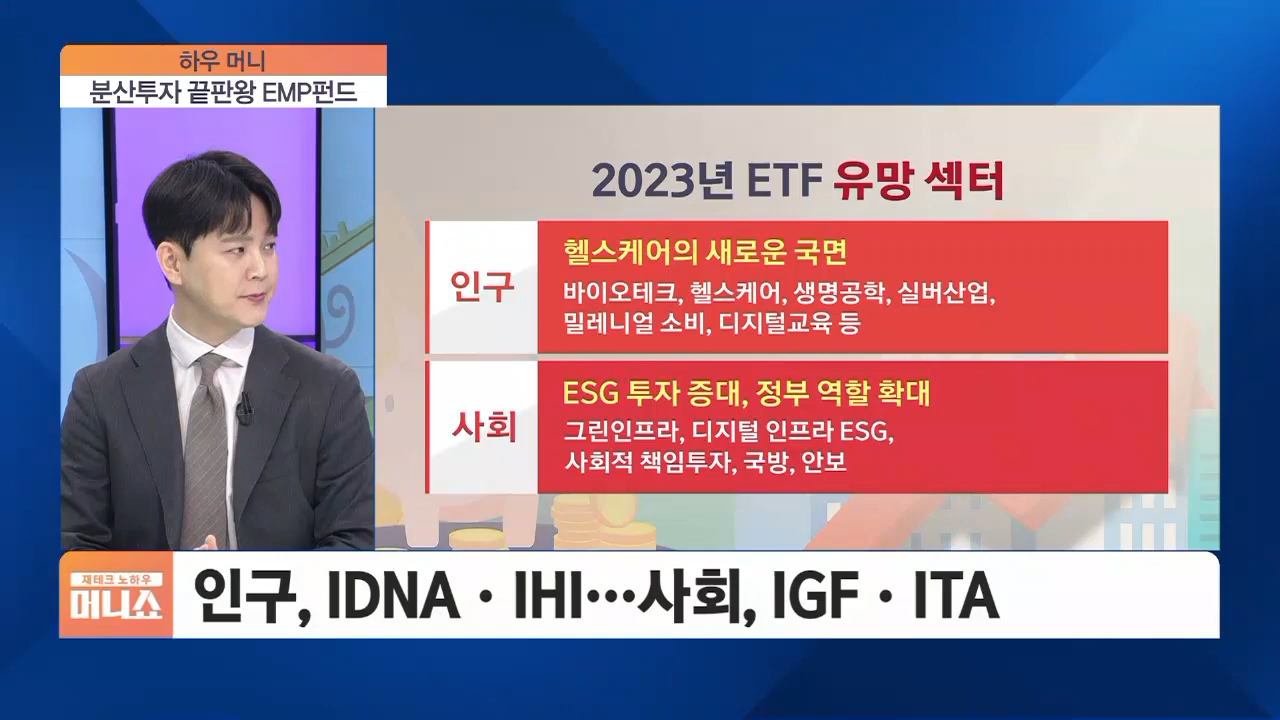 하우 머니
분산투자 끝판왕 EMP펀드
2023년 ETF 유망 섹터
인구
헬스케어의 새로운 국면
바이오테크, 헬스케어, 생명공학, 실버산업,
밀레니얼 소비, 디지털교육 등
사회
ESG 투자 증대, 정부 역할 확대
그린인프라, 디지털 인프라 ESG,
사회적 책임투자, 국방, 안보
재테크 노하우
머니쇼
인구, IDNA · IHI…사회, IGF · ITA